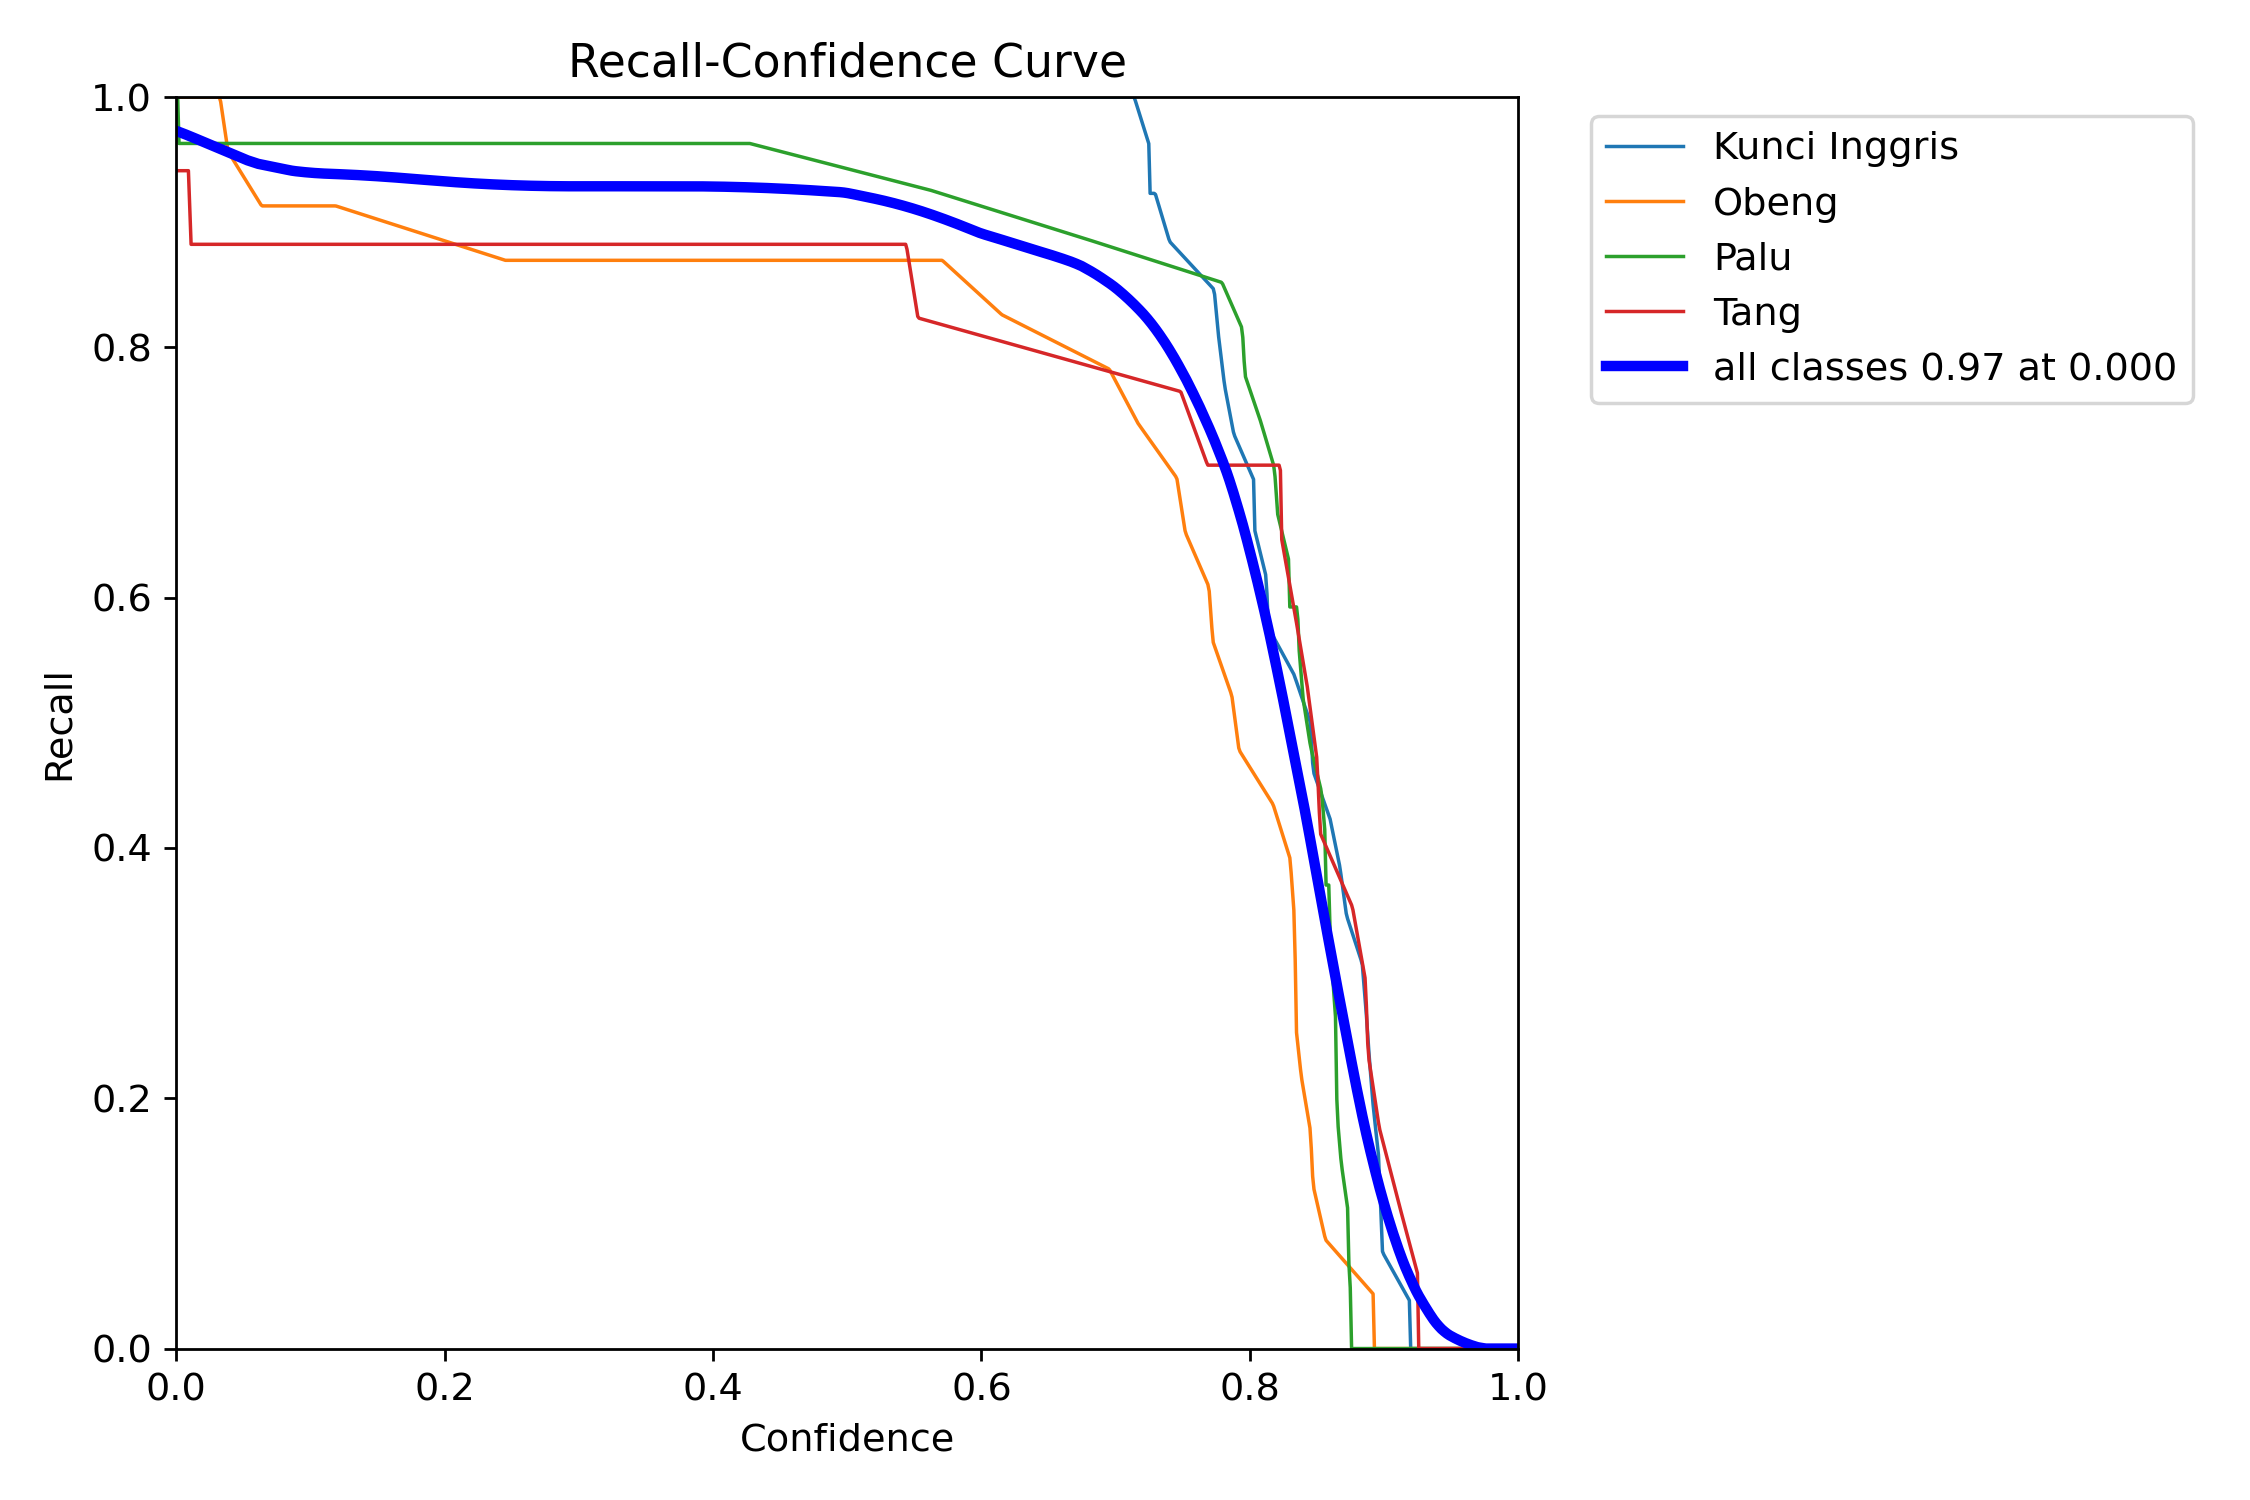 Recall-Confidence Curve
1.0
0.8
0.6
0.4
0.2
0.0
Recall
0.0 0.2 0.4 0.6 0.8 1.0
Confidence
Kunci Inggris
Obeng
Palu
Tang
all classes 0.97 at 0.000